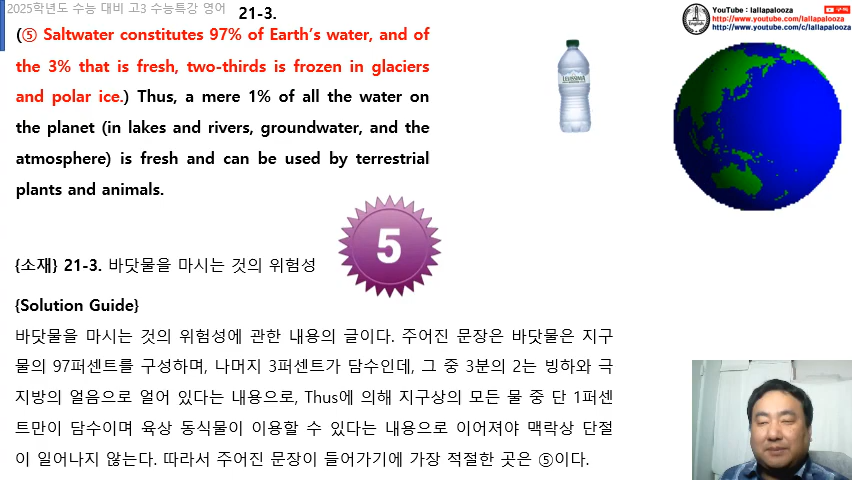 2025학년도 수능 대비 고3 수능특강 영어
21-3.
YouTube : lallapalooza 구독
http://www.youtube.com/lallapalooza
http://www.youtube.com/c/lallapalooza
English
(⑤ Saltwater constitutes 97% of Earth's water, and of
the 3% that is fresh, two-thirds is frozen in glaciers
and polar ice.) Thus, a mere 1% of all the water on
the planet (in lakes and rivers, groundwater, and the
atmosphere) is fresh and can be used by terrestrial
plants and animals.
5
{소재} 21-3. 바닷물을 마시는 것의 위험성
{Solution Guide}
바닷물을 마시는 것의 위험성에 관한 내용의 글이다. 주어진 문장은 바닷물은 지구
물의 97퍼센트를 구성하며, 나머지 3퍼센트가 담수인데, 그 중 3분의 2는 빙하와 극
지방의 얼음으로 얼어 있다는 내용으로, Thus에 의해 지구상의 모든 물 중 단 1퍼센
트만이 담수이며 육상 동식물이 이용할 수 있다는 내용으로 이어져야 맥락상 단절
이 일어나지 않는다. 따라서 주어진 문장이 들어가기에 가장 적절한 곳은 ⑤이다.